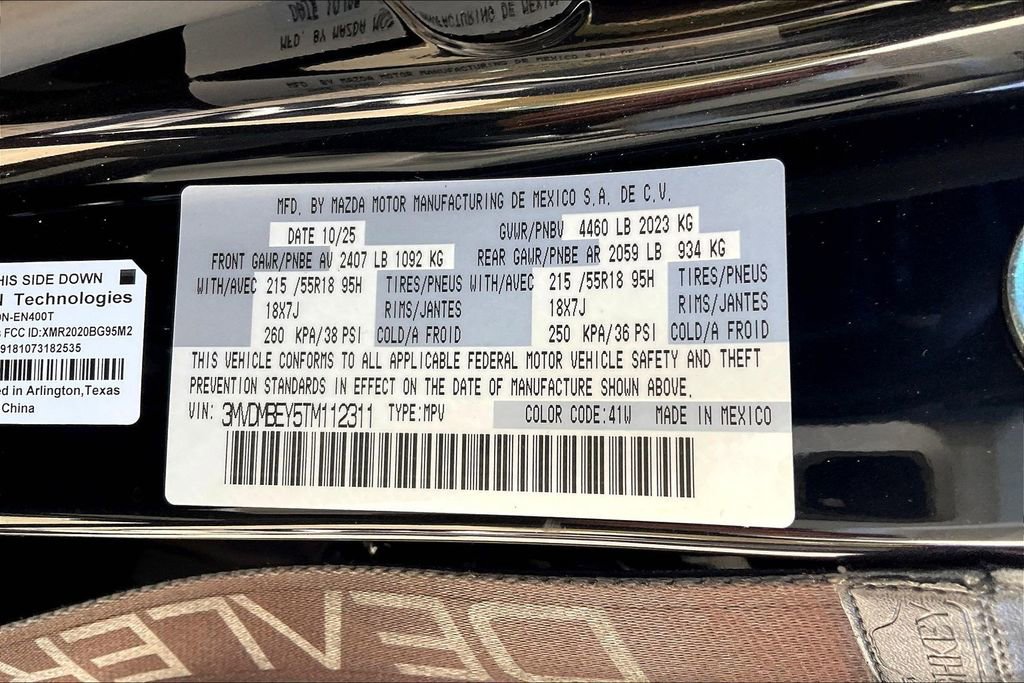 MFD. BY MAZDA MOTOR MANUFACTURING DE MEXICO S.A. DE C.V.
DATE 10/25 GVWR/PNBV 4460 LB 2023 KG
FRONT GAWR/PNBE AV 2407 LB 1092 KG REAR GAWR/PNBE AR 2059 LB 934 KG
WITH/AVEC 215 /55R18 95H TIRES/PNEUS WITH/AVEC 215 /55R18 95H TIRES/PNEUS
18X7J RIMS/JANTES 18X7J RIMS/JANTES
260 KPA/38 PSI COLD/A FROID 250 KPA/36 PSI COLD/A FROID
THIS VEHICLE CONFORMS TO ALL APPLICABLE FEDERAL MOTOR VEHICLE SAFETY AND THEFT
PREVENTION STANDARDS IN EFFECT ON THE DATE OF MANUFACTURE SHOWN ABOVE.
VIN: 3MVDMBEY5TM112311 TYPE:MPV COLOR CODE:41W MADE IN MEXICO
HIS SIDE DOWN
N Technologies
N-EN400T
FCC ID:XMR2020BG95M2
9181073182535
ed in Arlington,Texas
China
DEALER
HKEY